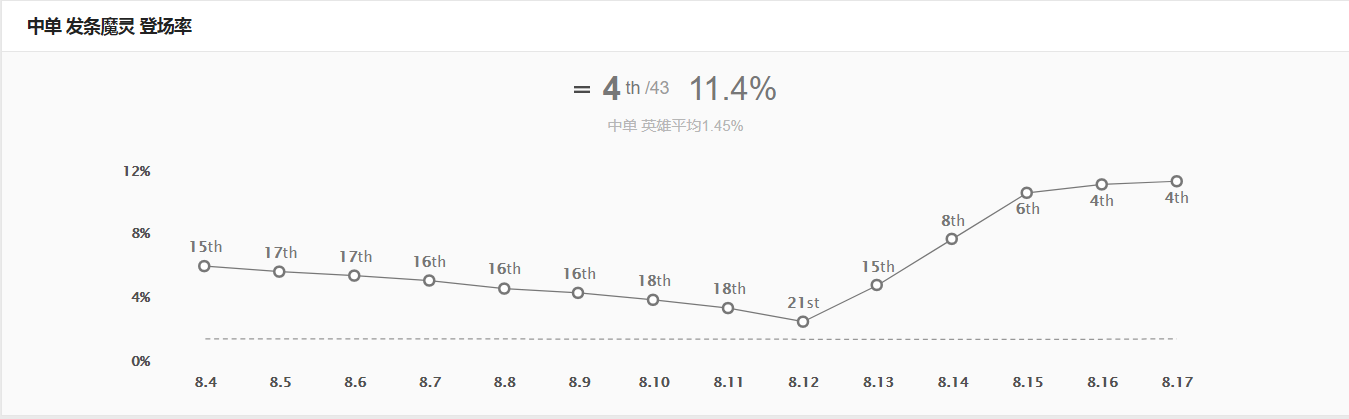 中单 发条魔灵 登场率
= 4 th /43 11.4%
中单 英雄平均1.45%
12%
8%
4%
0%
15th 17th 17th 16th 16th 16th 18th 18th 21st 15th 8th 6th 4th 4th
8.4 8.5 8.6 8.7 8.8 8.9 8.10 8.11 8.12 8.13 8.14 8.15 8.16 8.17